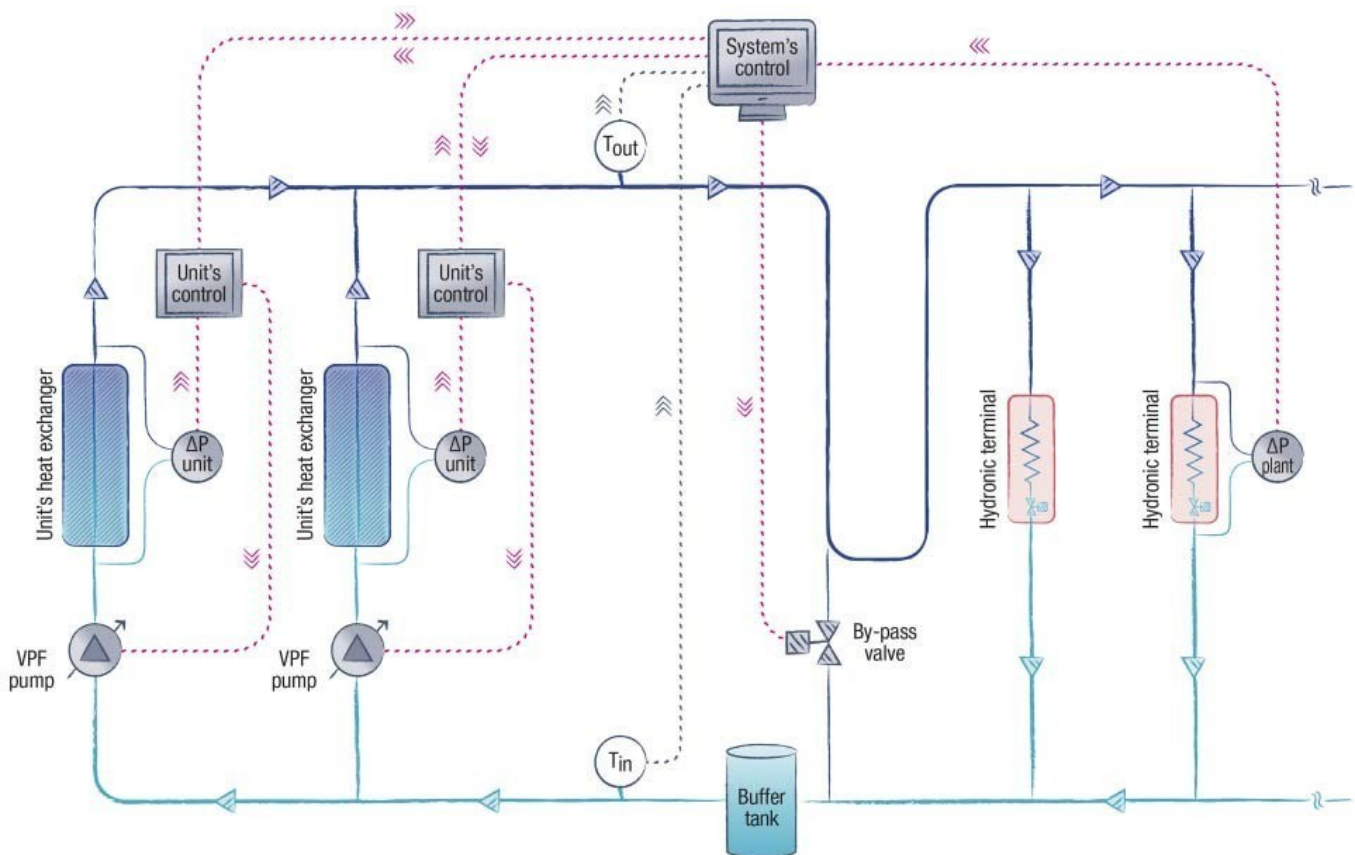 System's
control
Tout
Unit's
control
Unit's
control
Unit's heat exchanger
ΔP
unit
Unit's heat exchanger
ΔP
unit
Hydronic terminal
Hydronic terminal
ΔP
plant
VPF
pump
VPF
pump
By-pass
valve
Tin
Buffer
tank